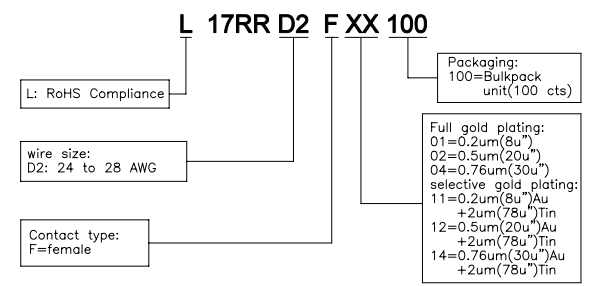 L 17RR D2 F XX 100
Packaging:
100=Bulkpack
unit(100 cts)
L: RoHS Compliance
wire size:
D2: 24 to 28 AWG
Contact type:
F=female
Full gold plating:
01=0.2um(8u")
02=0.5um(20u")
04=0.76um(30u")
selective gold plating:
11=0.2um(8u")Au
+2um(78u")Tin
12=0.5um(20u")Au
+2um(78u")Tin
14=0.76um(30u")Au
+2um(78u")Tin